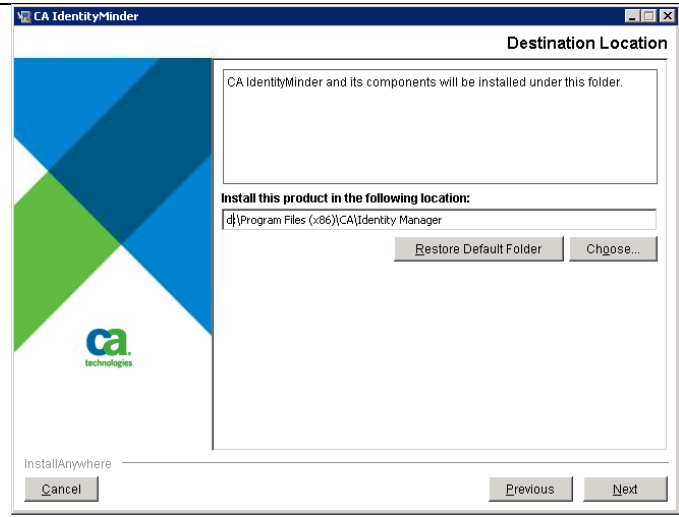 CA IdentityMinder
Destination Location
CA IdentityMinder and its components will be installed under this folder.
Install this product in the following location:
d:\Program Files (x86)\CA\Identity Manager
Restore Default Folder
Choose...
ca.
technologies
InstallAnywhere
Cancel
Previous
Next